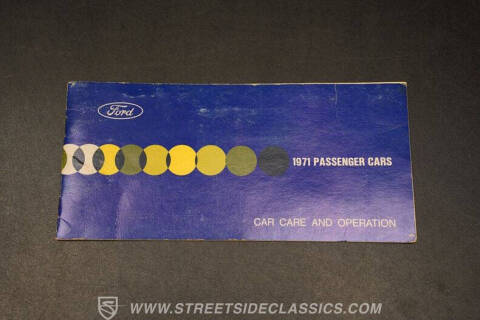 Ford
1971 PASSENGER CARS
CAR CARE AND OPERATION
WWW.STREETSIDECLASSICS.COM